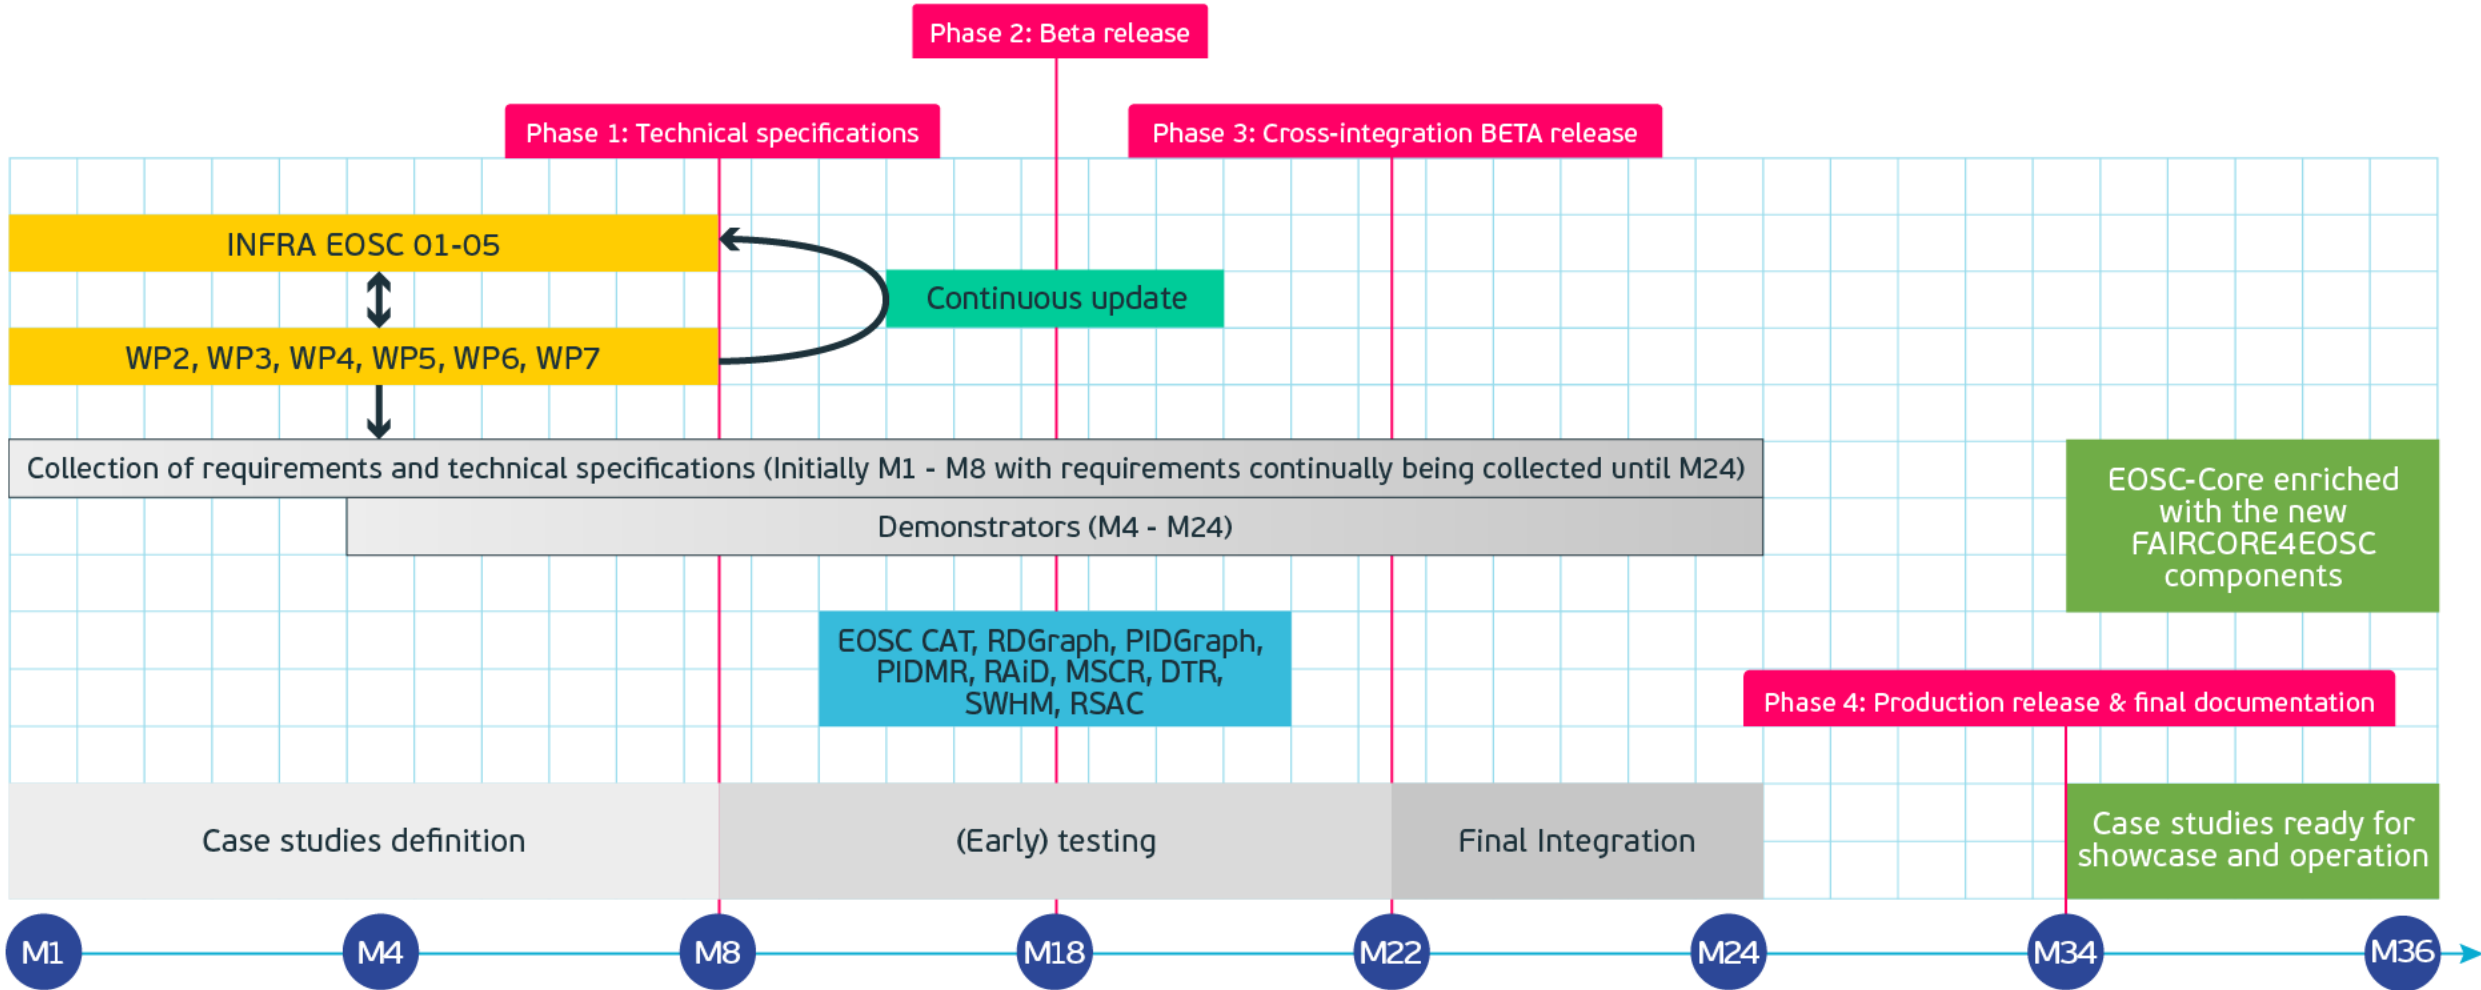 Phase 2: Beta release
Phase 1: Technical specifications
Phase 3: Cross-integration BETA release
INFRA EOSC 01-05
Continuous update
WP2, WP3, WP4, WP5, WP6, WP7
Collection of requirements and technical specifications (Initially M1 - M8 with requirements continually being collected until M24)
EOSC-Core enriched
with the new
FAIRCORE4EOSC
components
Demonstrators (M4 - M24)
EOSC CAT, RDGraph, PIDGraph,
PIDMR, RAiD, MSCR, DTR,
SWHM, RSAC
Phase 4: Production release & final documentation
Case studies definition
(Early) testing
Final Integration
Case studies ready for
showcase and operation
M1
M4
M8
M18
M22
M24
M34
M36